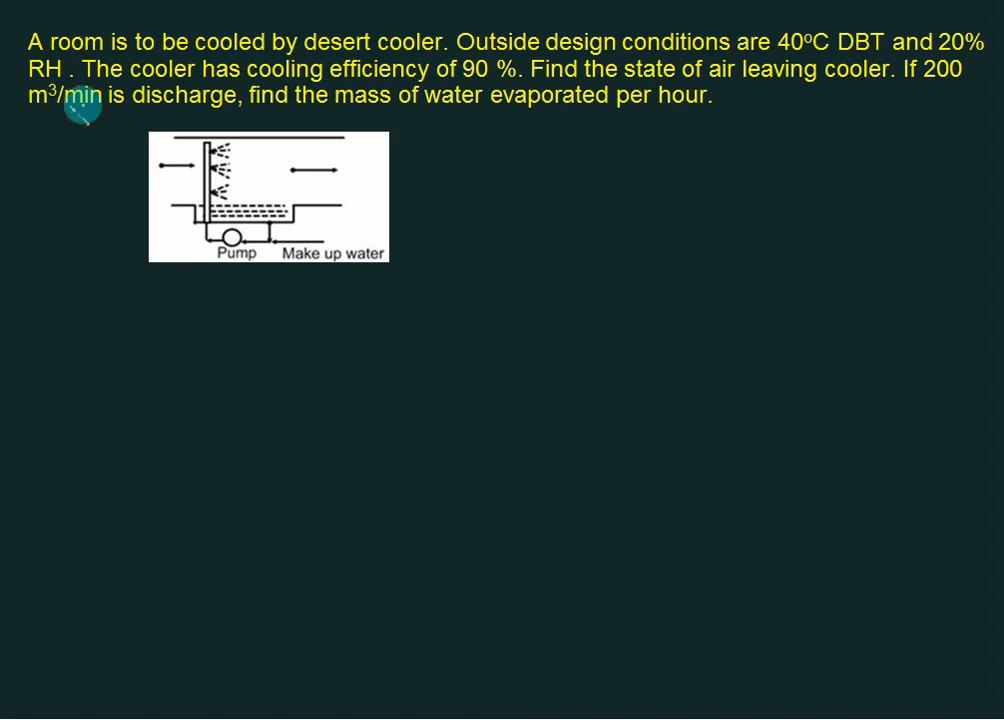 A room is to be cooled by desert cooler. Outside design conditions are 40ºC DBT and 20%
RH . The cooler has cooling efficiency of 90 %. Find the state of air leaving cooler. If 200
m³/min is discharge, find the mass of water evaporated per hour.
Pump Make up water